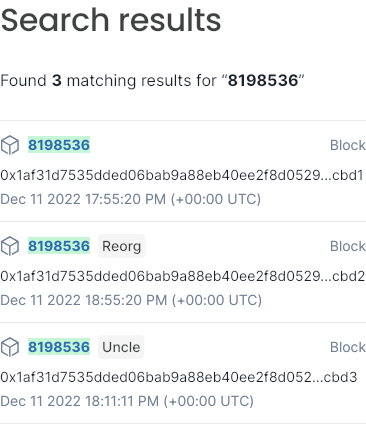 Search results
Found 3 matching results for “8198536”
8198536 Block
0x1af31d7535dded06bab9a88eb40ee2f8d0529...cbd1
Dec 11 2022 17:55:20 PM (+00:00 UTC)
8198536 Reorg Block
0x1af31d7535dded06bab9a88eb40ee2f8d0529...cbd2
Dec 11 2022 18:55:20 PM (+00:00 UTC)
8198536 Uncle Block
0x1af31d7535dded06bab9a88eb40ee2f8d052...cbd3
Dec 11 2022 18:11:11 PM (+00:00 UTC)